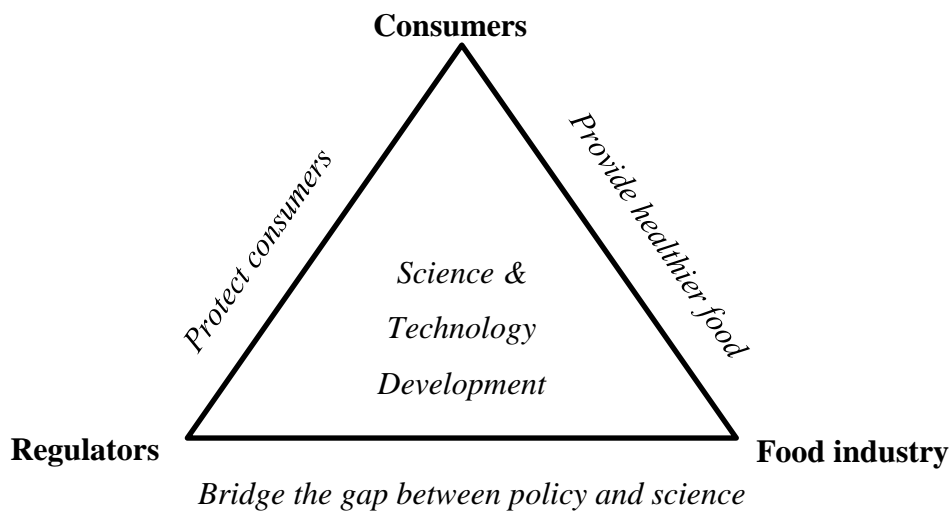 Consumers
Protect consumers
Provide healthier food
Science &
Technology
Development
Regulators
Food industry
Bridge the gap between policy and science